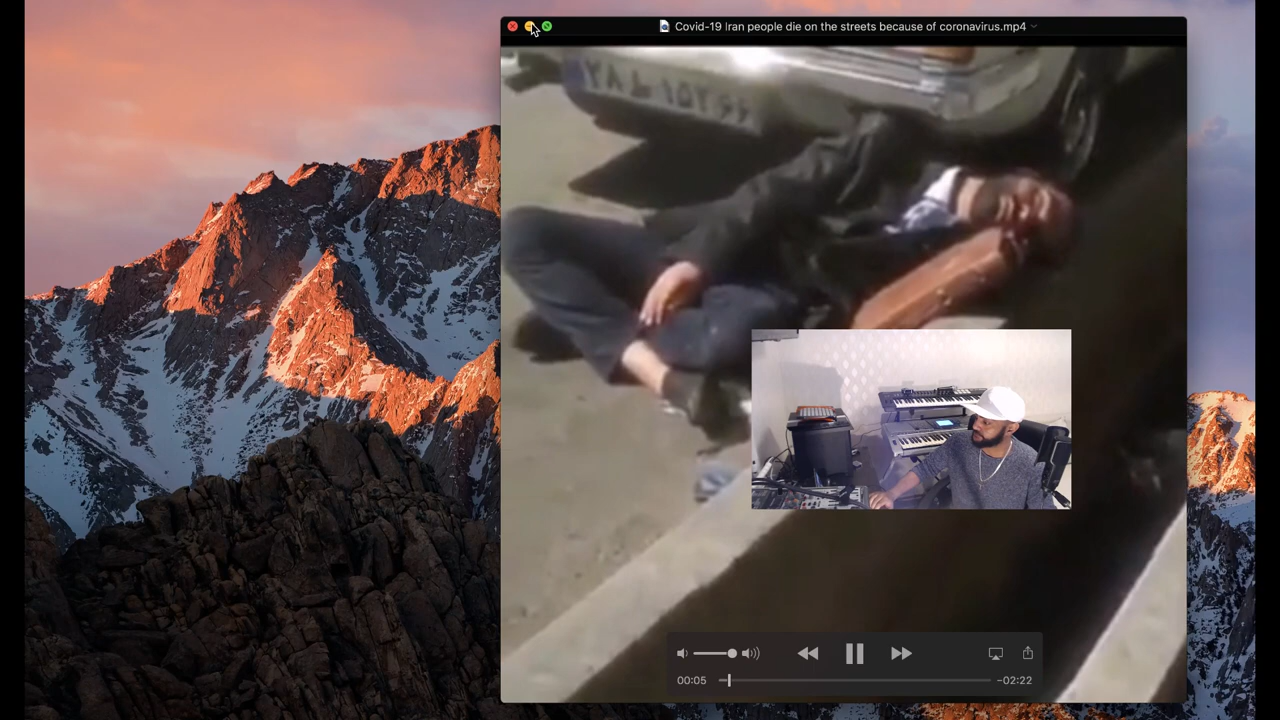 Covid-19 Iran people die on the streets because of coronavirus.mp4
00:05
-02:22